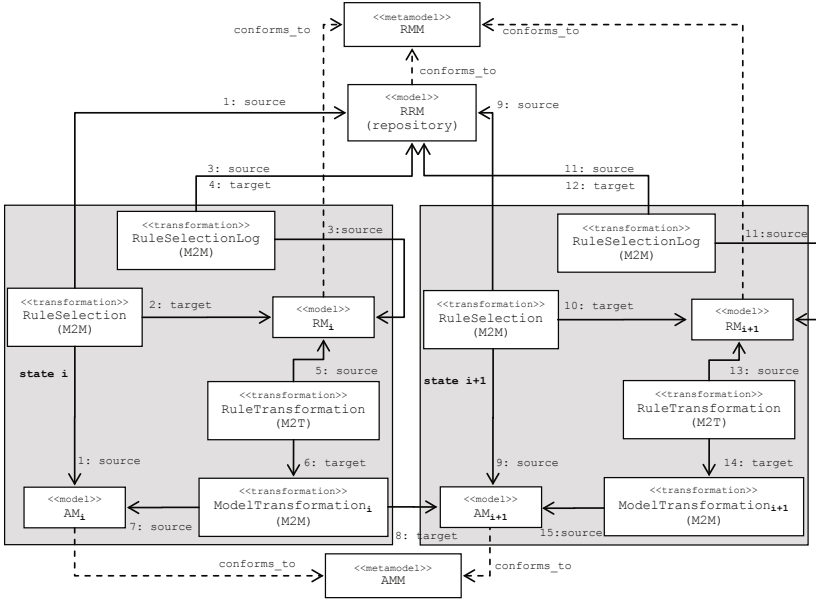 <<metamodel>>
RMM
conforms_to
conforms_to
conforms_to
<<model>>
RRM
(repository)
1: source
9: source
3: source
4: target
11: source
12: target
<<transformation>>
RuleSelectionLog
(M2M)
3:source
<<transformation>>
RuleSelectionLog
(M2M)
11:source
<<transformation>>
RuleSelection
(M2M)
2: target
<<model>>
RMi
<<transformation>>
RuleSelection
(M2M)
10: target
<<model>>
RMi+1
state i
5: source
state i+1
13: source
<<transformation>>
RuleTransformation
(M2T)
<<transformation>>
RuleTransformation
(M2T)
1: source
6: target
9: source
14: target
<<model>>
AMi
7: source
<<transformation>>
ModelTransformationi
(M2M)
8: target
<<model>>
AMi+1
15:source
<<transformation>>
ModelTransformationi+1
(M2M)
conforms_to
<<metamodel>>
AMM
conforms_to